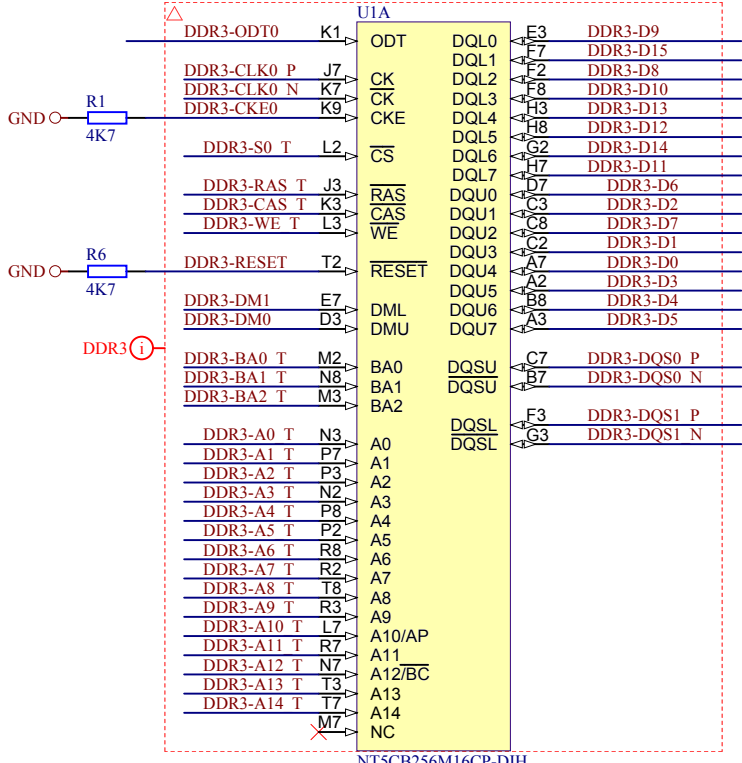 U1A
DDR3-ODT0 K1 ODT DQL0 E3 DDR3-D9
DQL1 F7 DDR3-D15
DDR3-CLK0_P J7 CK DQL2 F2 DDR3-D8
DDR3-CLK0_N K7 CK DQL3 F8 DDR3-D10
GND R1 4K7 DDR3-CKE0 K9 CKE DQL4 H3 DDR3-D13
DQL5 H8 DDR3-D12
DDR3-S0_T L2 CS DQL6 G2 DDR3-D14
DQL7 H7 DDR3-D11
DDR3-RAS_T J3 RAS DQU0 D7 DDR3-D6
DDR3-CAS_T K3 CAS DQU1 C3 DDR3-D2
DDR3-WE_T L3 WE DQU2 C8 DDR3-D7
DQU3 C2 DDR3-D1
GND R6 4K7 DDR3-RESET T2 RESET DQU4 A7 DDR3-D0
DQU5 A2 DDR3-D3
DDR3-DM1 E7 DML DQU6 B8 DDR3-D4
DDR3-DM0 D3 DMU DQU7 A3 DDR3-D5
DDR3 i
DDR3-BA0_T M2 BA0 DQSU C7 DDR3-DQS0_P
DDR3-BA1_T N8 BA1 DQSU B7 DDR3-DQS0_N
DDR3-BA2_T M3 BA2
DQSL F3 DDR3-DQS1_P
DDR3-A0_T N3 A0 DQSL G3 DDR3-DQS1_N
DDR3-A1_T P7 A1
DDR3-A2_T P3 A2
DDR3-A3_T N2 A3
DDR3-A4_T P8 A4
DDR3-A5_T P2 A5
DDR3-A6_T R8 A6
DDR3-A7_T R2 A7
DDR3-A8_T T8 A8
DDR3-A9_T R3 A9
DDR3-A10_T L7 A10/AP
DDR3-A11_T R7 A11
DDR3-A12_T N7 A12/BC
DDR3-A13_T T3 A13
DDR3-A14_T T7 A14
M7 NC
NT5CB256M16CP-DIH